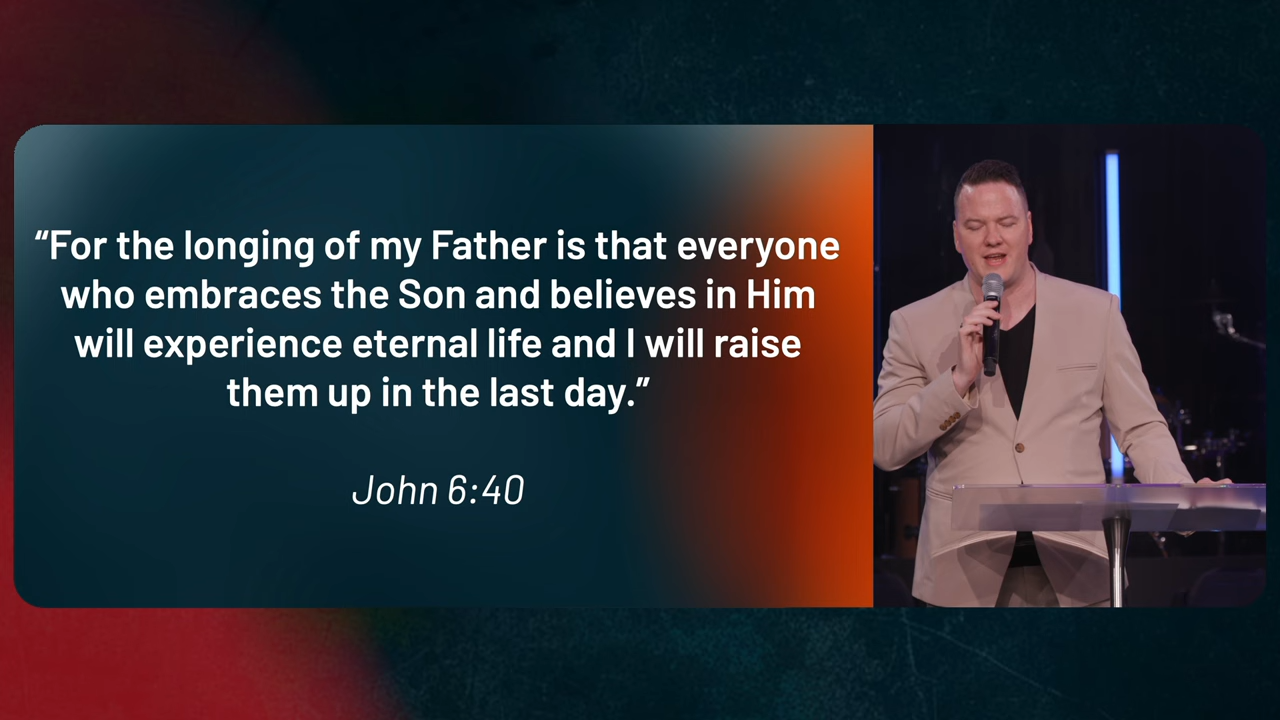 “For the longing of my Father is that everyone
who embraces the Son and believes in Him
will experience eternal life and I will raise
them up in the last day.”
John 6:40